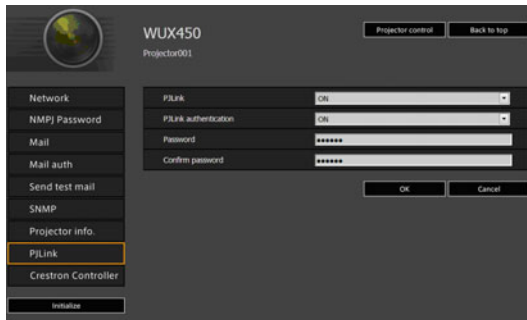 WUX450
Projector001
Projector control
Back to top
Network
NMPJ Password
Mail
Mail auth
Send test mail
SNMP
Projector info.
PJLink
Crestron Controller
Initialize
PJLink ON
PJLink authentication ON
Password ••••••
Confirm password ••••••
OK
Cancel